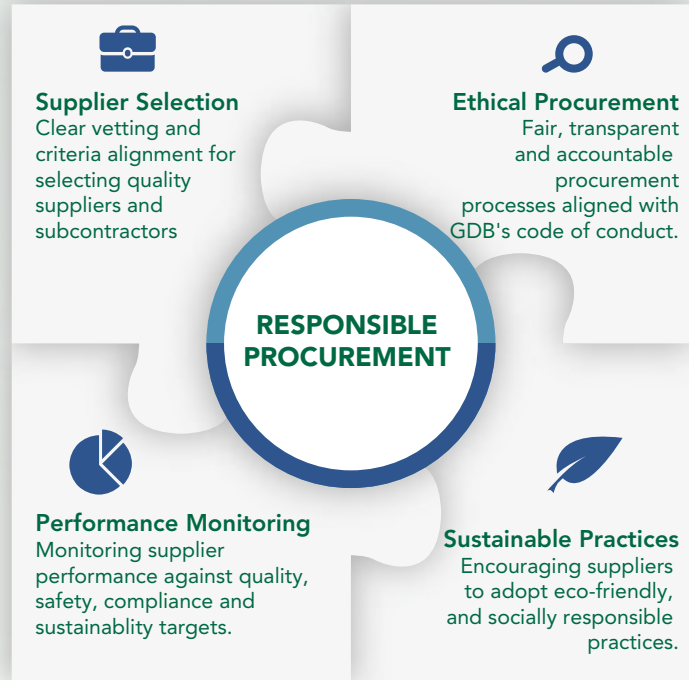 Supplier Selection
Clear vetting and
criteria alignment for
selecting quality
suppliers and
subcontractors
Ethical Procurement
Fair, transparent
and accountable
procurement
processes aligned with
GDB's code of conduct.
RESPONSIBLE
PROCUREMENT
Performance Monitoring
Monitoring supplier
performance against quality,
safety, compliance and
sustainablity targets.
Sustainable Practices
Encouraging suppliers
to adopt eco-friendly,
and socially responsible
practices.